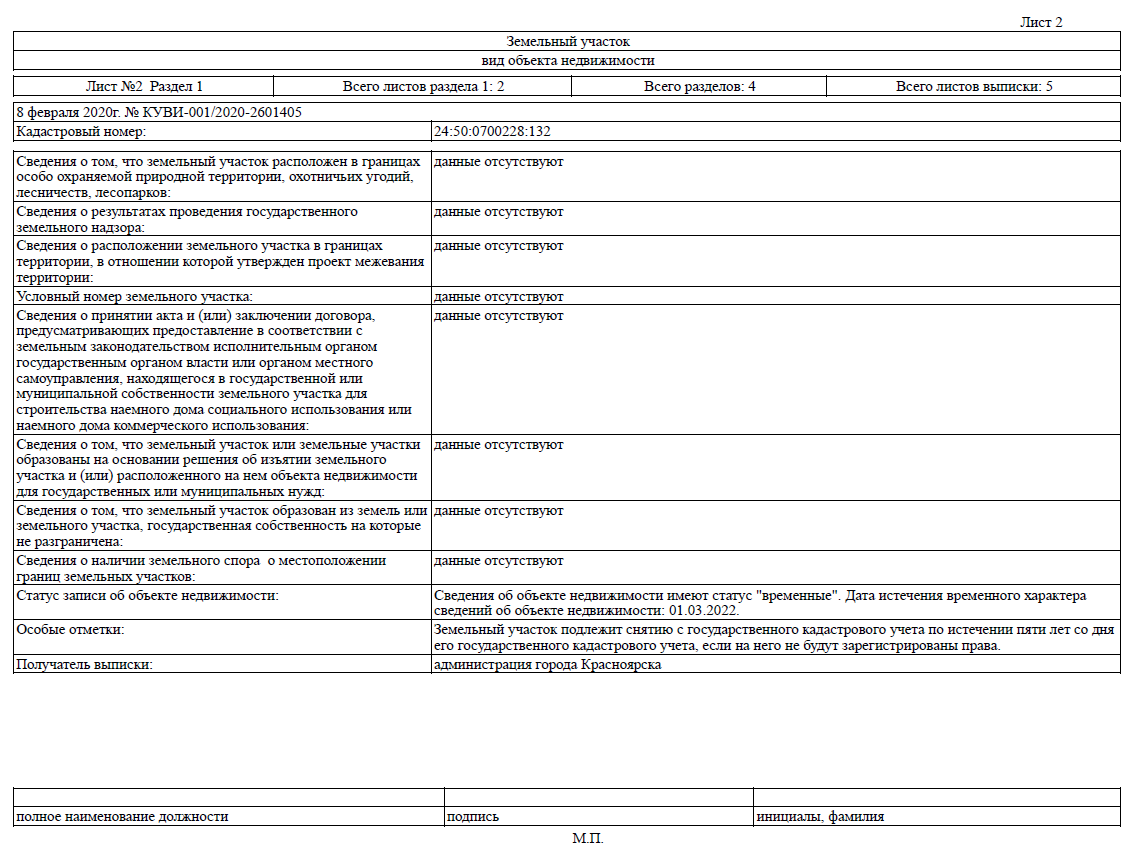 Лист 2
Земельный участок
вид объекта недвижимости
Лист №2 Раздел 1
Всего листов раздела 1: 2
Всего разделов: 4
Всего листов выписки: 5
8 февраля 2020г. № КУВИ-001/2020-2601405
Кадастровый номер:
24:50:0700228:132
Сведения о том, что земельный участок расположен в границах
особо охраняемой природной территории, охотничьих угодий,
лесничеств, лесопарков:
данные отсутствуют
Сведения о результатах проведения государственного
земельного надзора:
данные отсутствуют
Сведения о расположении земельного участка в границах
территории, в отношении которой утвержден проект межевания
территории:
данные отсутствуют
Условный номер земельного участка:
данные отсутствуют
Сведения о принятии акта и (или) заключении договора,
предусматривающих предоставление в соответствии с
земельным законодательством исполнительным органом
государственным органом власти или органом местного
самоуправления, находящегося в государственной или
муниципальной собственности земельного участка для
строительства наемного дома социального использования или
наемного дома коммерческого использования:
данные отсутствуют
Сведения о том, что земельный участок или земельные участки
образованы на основании решения об изъятии земельного
участка и (или) расположенного на нем объекта недвижимости
для государственных или муниципальных нужд:
данные отсутствуют
Сведения о том, что земельный участок образован из земель или
земельного участка, государственная собственность на которые
не разграничена:
данные отсутствуют
Сведения о наличии земельного спора о местоположении
границ земельных участков:
данные отсутствуют
Статус записи об объекте недвижимости:
Сведения об объекте недвижимости имеют статус "временные". Дата истечения временного характера
сведений об объекте недвижимости: 01.03.2022.
Особые отметки:
Земельный участок подлежит снятию с государственного кадастрового учета по истечении пяти лет со дня
его государственного кадастрового учета, если на него не будут зарегистрированы права.
Получатель выписки:
администрация города Красноярска
полное наименование должности
подпись
инициалы, фамилия
М.П.